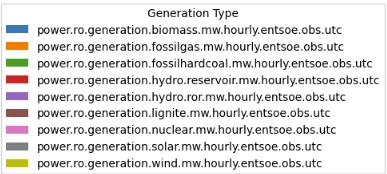 Generation Type
power.ro.generation.biomass.mw.hourly.entsoe.obs.utc
power.ro.generation.fossilgas.mw.hourly.entsoe.obs.utc
power.ro.generation.fossilhardcoal.mw.hourly.entsoe.obs.utc
power.ro.generation.hydro.reservoir.mw.hourly.entsoe.obs.utc
power.ro.generation.hydro.ror.mw.hourly.entsoe.obs.utc
power.ro.generation.lignite.mw.hourly.entsoe.obs.utc
power.ro.generation.nuclear.mw.hourly.entsoe.obs.utc
power.ro.generation.solar.mw.hourly.entsoe.obs.utc
power.ro.generation.wind.mw.hourly.entsoe.obs.utc